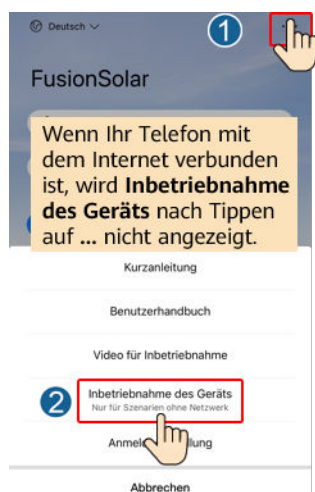 Deutsch
1
FusionSolar
Wenn Ihr Telefon mit
dem Internet verbunden
ist, wird Inbetriebnahme
des Geräts nach Tippen
auf ... nicht angezeigt.
Kurzanleitung
Benutzerhandbuch
Video für Inbetriebnahme
2
Inbetriebnahme des Geräts
Nur für Szenarien ohne Netzwerk
Abbrechen